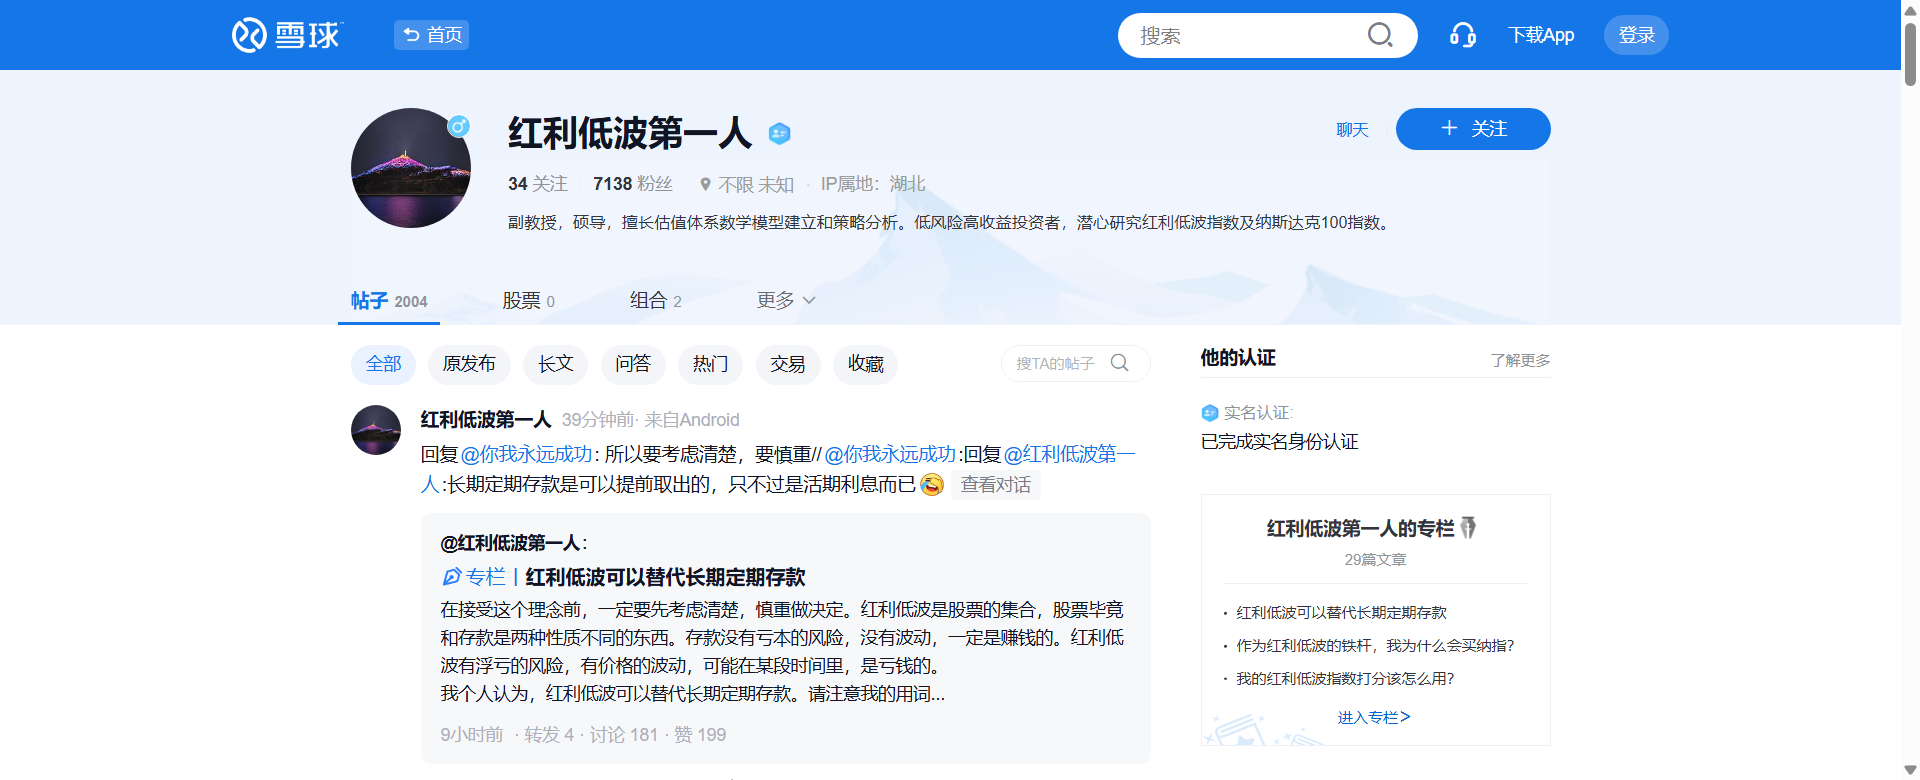 雪球
首页
搜索
下载App
登录
红利低波第一人
聊天
+ 关注
34 关注 7138 粉丝 不限 未知 · IP属地：湖北
副教授，硕导，擅长估值体系数学模型建立和策略分析。低风险高收益投资者，潜心研究红利低波指数及纳斯达克100指数。
帖子 2004 股票 0 组合 2 更多
全部 原发布 长文 问答 热门 交易 收藏
搜TA的帖子
红利低波第一人 39分钟前· 来自Android
回复@你我永远成功: 所以要考虑清楚，要慎重//@你我永远成功:回复@红利低波第一
人:长期定期存款是可以提前取出的，只不过是活期利息而已 查看对话
@红利低波第一人：
专栏 | 红利低波可以替代长期定期存款
在接受这个理念前，一定要先考虑清楚，慎重做决定。红利低波是股票的集合，股票毕竟
和存款是两种性质不同的东西。存款没有亏本的风险，没有波动，一定是赚钱的。红利低
波有浮亏的风险，有价格的波动，可能在某段时间里，是亏钱的。
我个人认为，红利低波可以替代长期定期存款。请注意我的用词...
9小时前 · 转发 4 · 讨论 181 · 赞 199
他的认证
了解更多
实名认证:
已完成实名身份认证
红利低波第一人的专栏
29篇文章
· 红利低波可以替代长期定期存款
· 作为红利低波的铁杆，我为什么会买纳指？
· 我的红利低波指数打分该怎么用？
进入专栏>